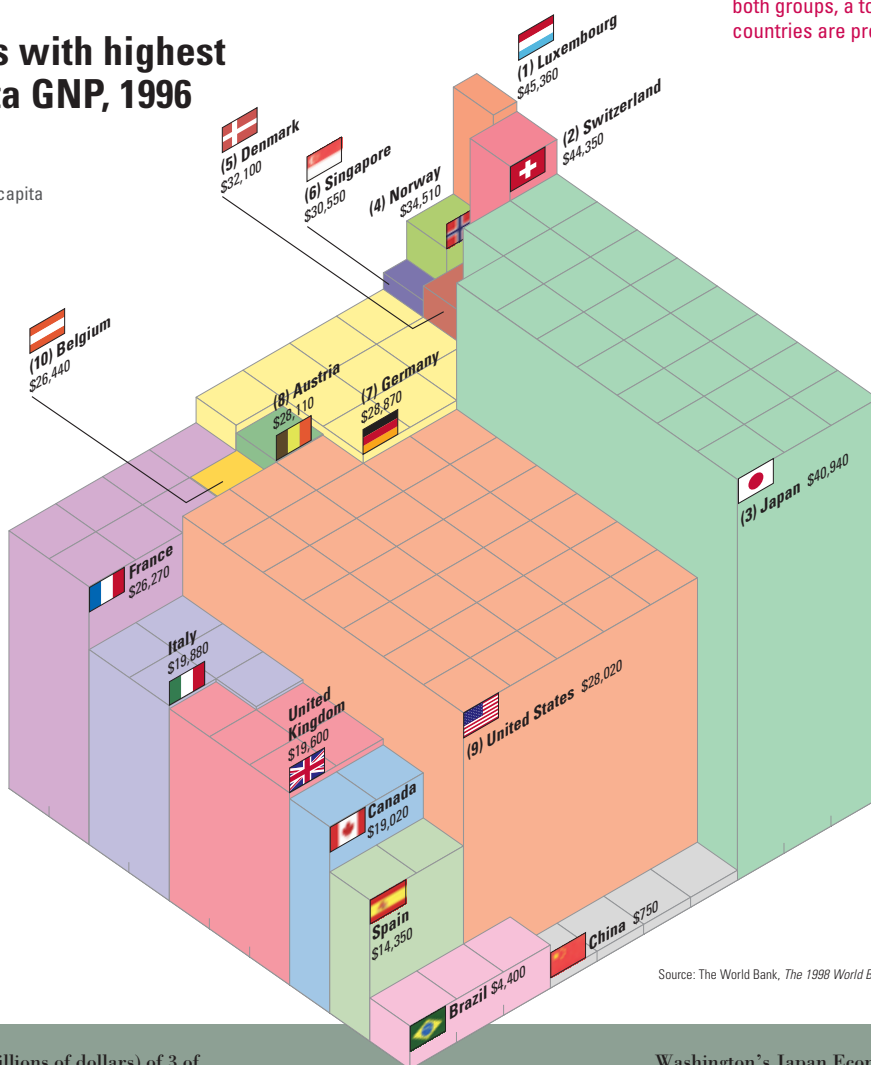 both groups, a to
countries are pre
s with highest
ta GNP, 1996
capita
(1) Luxembourg
$45,360
(2) Switzerland
$44,350
(5) Denmark
$32,100
(6) Singapore
$30,550
(4) Norway
$34,510
(10) Belgium
$26,440
(8) Austria
$28,110
(7) Germany
$28,870
(3) Japan $40,940
France
$26,270
Italy
$19,880
United
Kingdom
$19,600
(9) United States $28,020
Canada
$19,020
Spain
$14,350
China $750
Brazil $4,400
Source: The World Bank, The 1998 World B
illions of dollars) of 3 of
Washington's Japan Econ